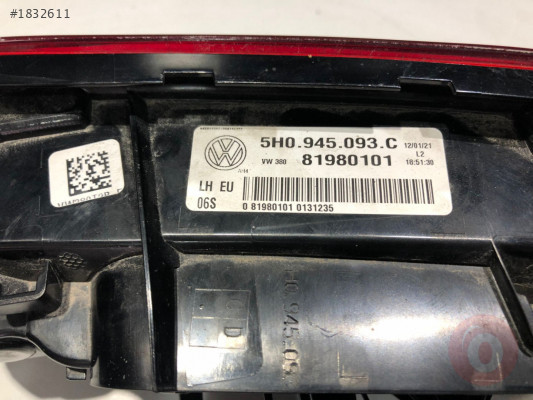 #1832611
5H0.945.093.C 12/01/21
VW 380 81980101 L2
18:51:30
LH EU
06S 0 81980101 0131235
D